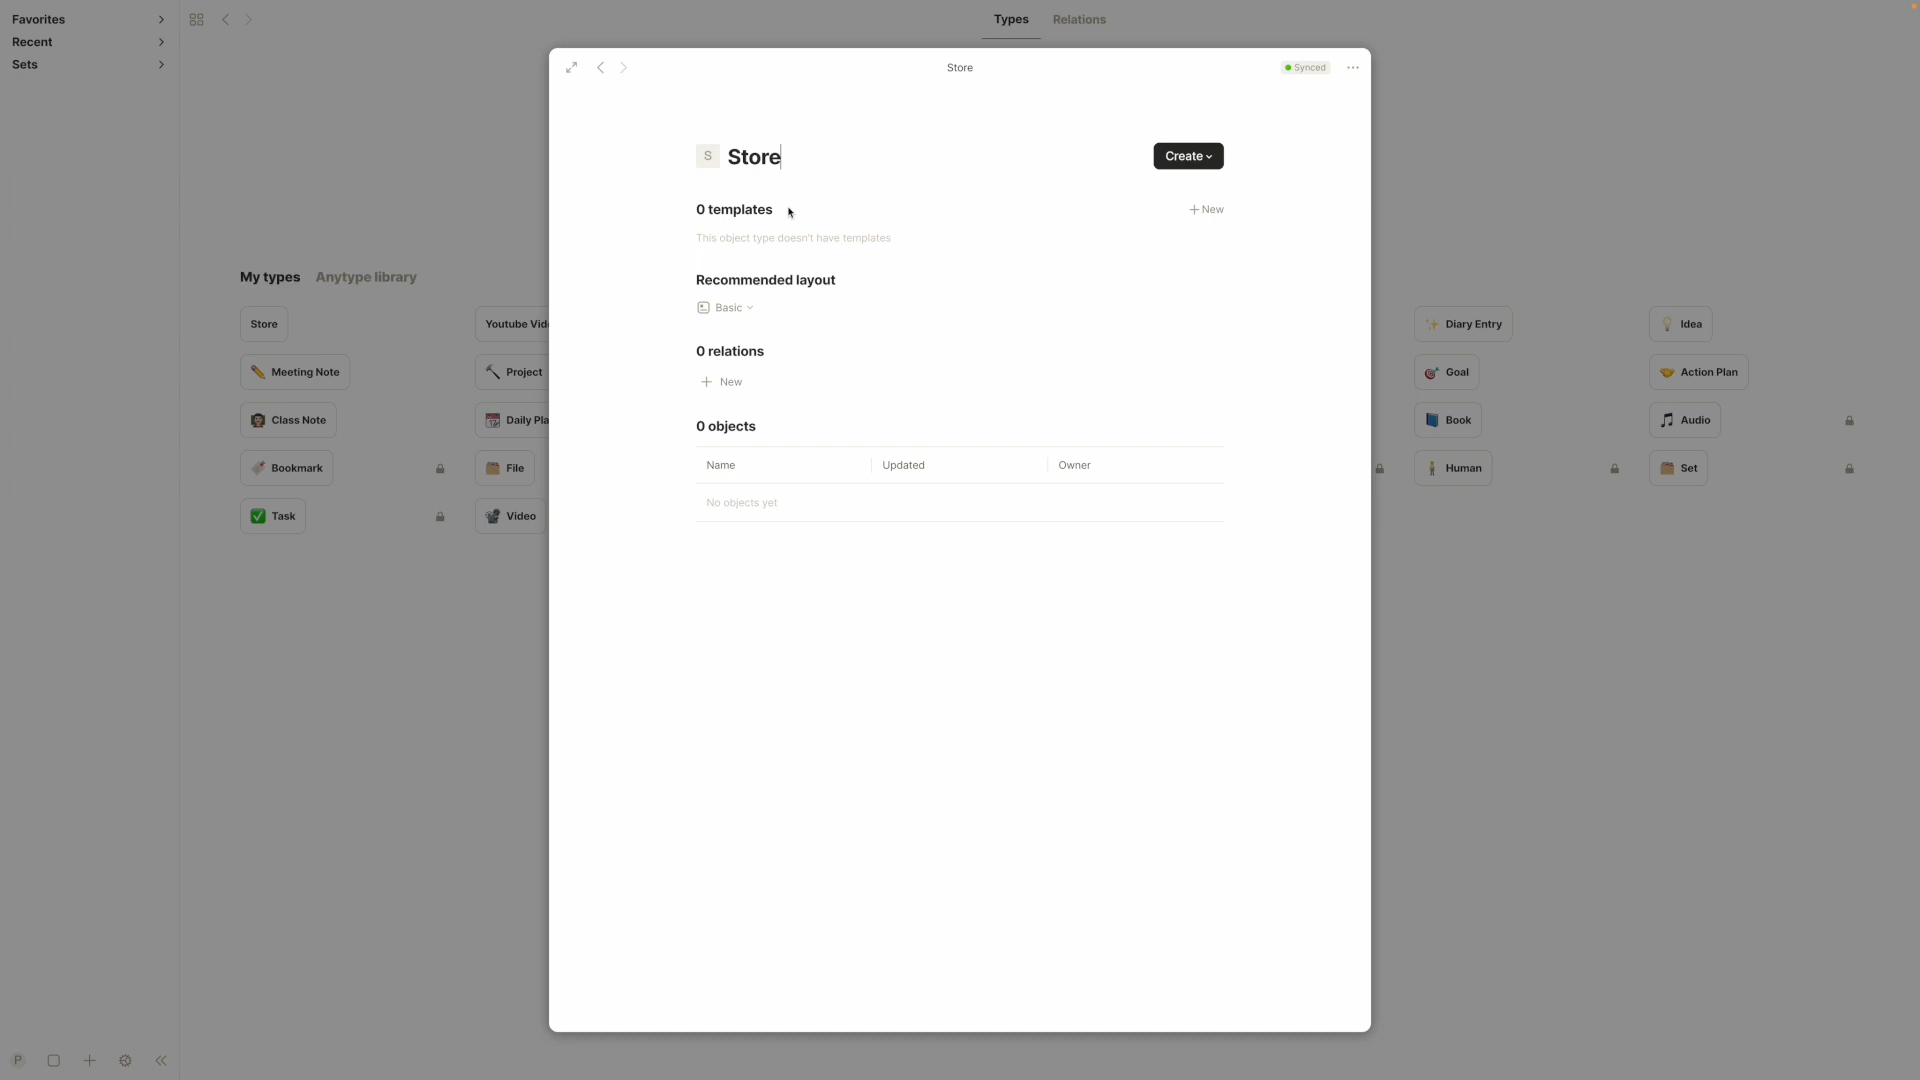 Favorites
Recent
Sets
Types
Relations
Store
Synced
S
Store
Create
0 templates
New
This object type doesn't have templates
Recommended layout
Basic
0 relations
New
0 objects
Name
Updated
Owner
No objects yet
My types
Anytype library
Store
Youtube Vid
Diary Entry
Idea
Meeting Note
Project
Goal
Action Plan
Class Note
Daily Pla
Book
Audio
Bookmark
File
Human
Set
Task
Video
P